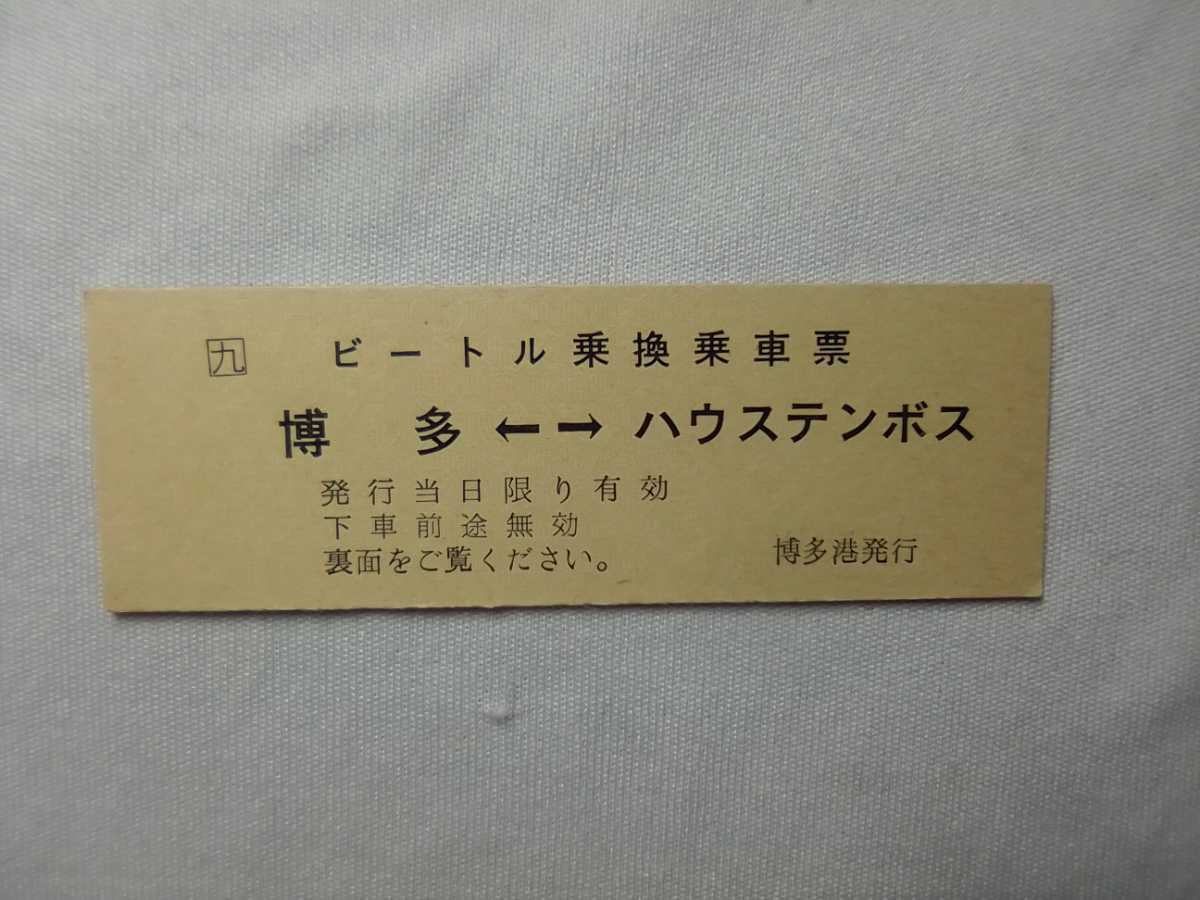 九 ビートル乗換乗車票
博多 ←→ ハウステンボス
発行当日限り有効
下車前途無効
裏面をご覧ください。
博多港発行